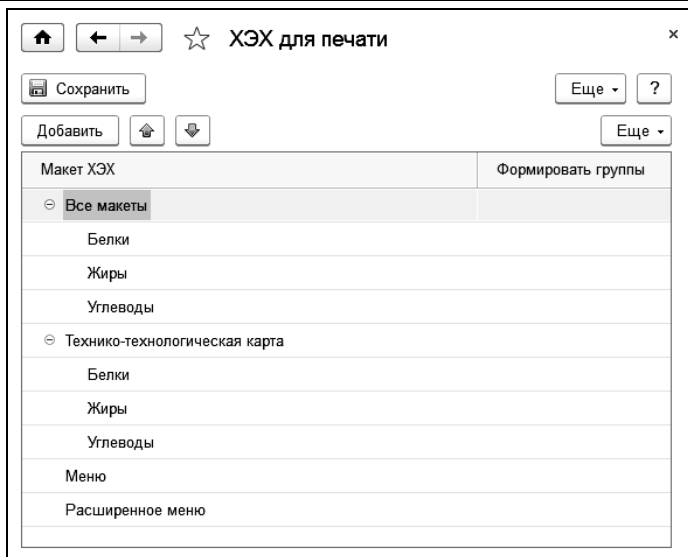 ХЭХ для печати
Сохранить
Еще
?
Добавить
Еще
Макет ХЭХ
Формировать группы
Все макеты
Белки
Жиры
Углеводы
Технико-технологическая карта
Белки
Жиры
Углеводы
Меню
Расширенное меню